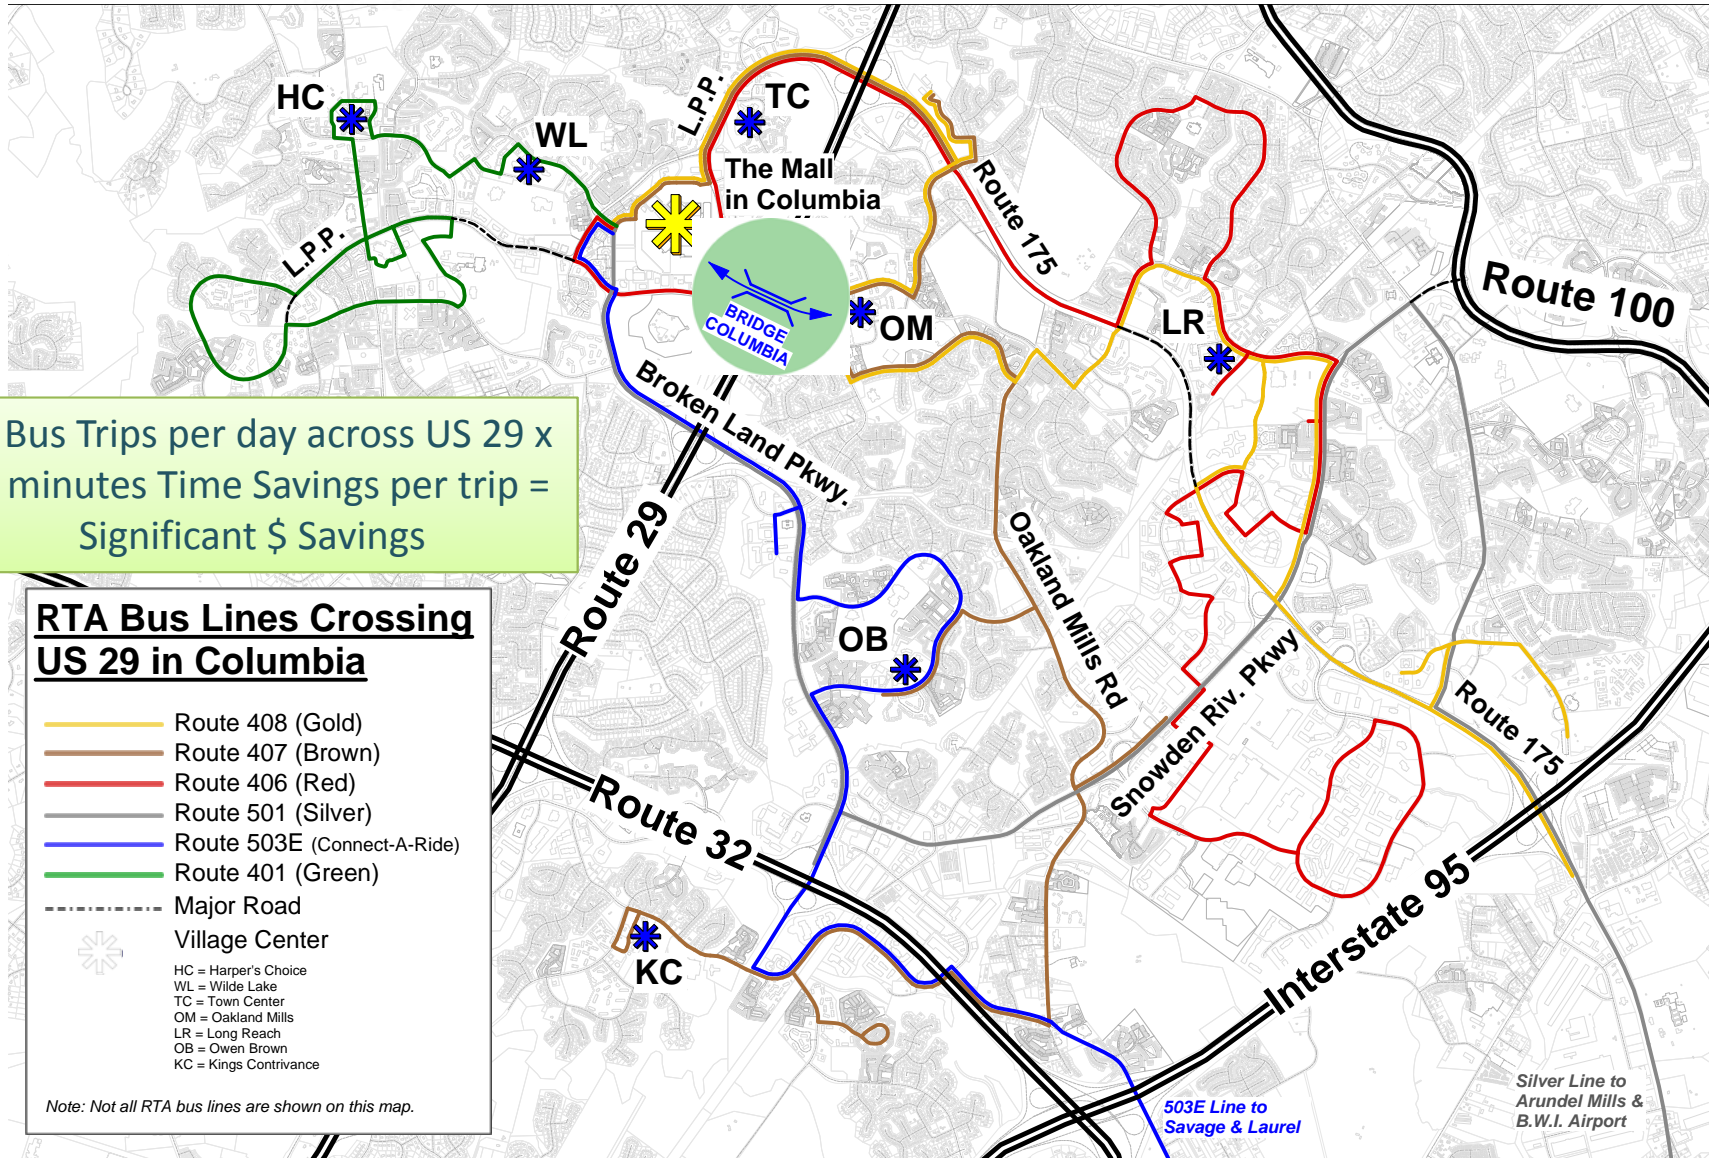 HC
WL
L.P.P.
TC
The Mall
in Columbia
L.P.P.
Route 175
BRIDGE
COLUMBIA
OM
LR
Route 100
Broken Land Pkwy.
Bus Trips per day across US 29 x
minutes Time Savings per trip =
Significant $ Savings
Route 29
Oakland Mills Rd
OB
Snowden Riv. Pkwy
Route 175
Route 32
Interstate 95
KC
RTA Bus Lines Crossing
US 29 in Columbia
Route 408 (Gold)
Route 407 (Brown)
Route 406 (Red)
Route 501 (Silver)
Route 503E (Connect-A-Ride)
Route 401 (Green)
Major Road
Village Center
HC = Harper's Choice
WL = Wilde Lake
TC = Town Center
OM = Oakland Mills
LR = Long Reach
OB = Owen Brown
KC = Kings Contrivance
Note: Not all RTA bus lines are shown on this map.
503E Line to
Savage & Laurel
Silver Line to
Arundel Mills &
B.W.I. Airport